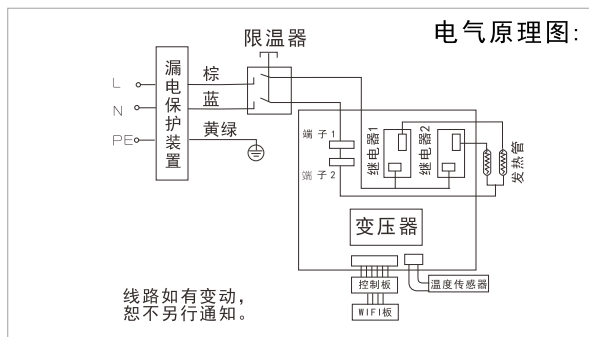 电气原理图:
限温器
L
N
PE
漏电保护装置
棕
蓝
黄绿
端子1
端子2
继电器1
继电器2
发热管
变压器
控制板
WIFI板
温度传感器
线路如有变动，
恕不另行通知。